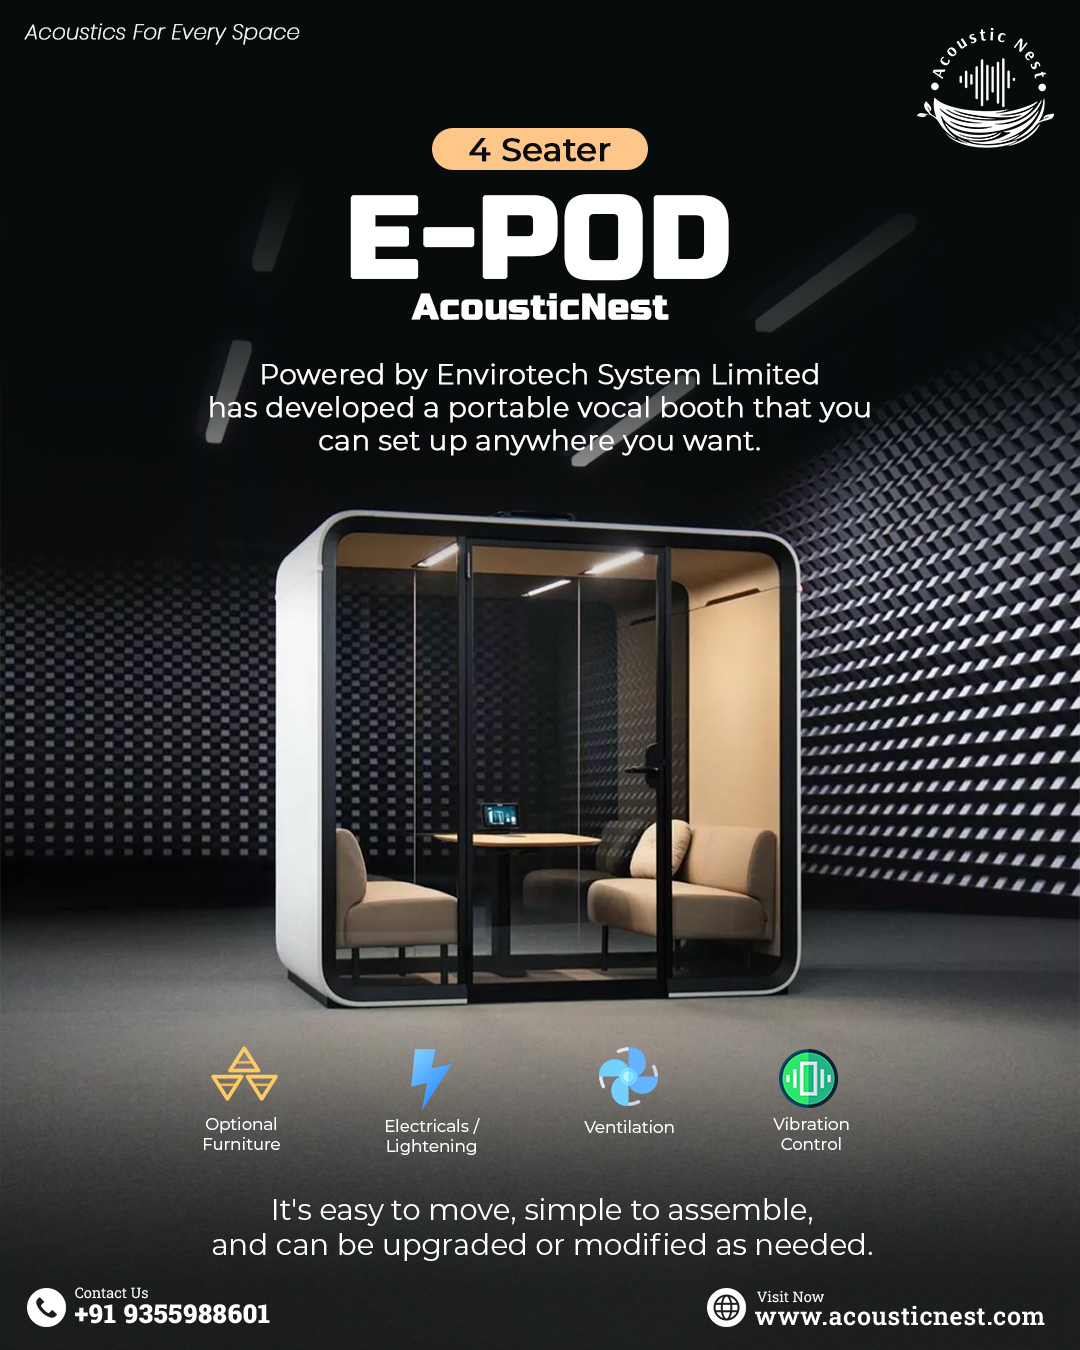 Acoustics For Every Space
Acoustic Nest
4 Seater
E-POD
AcousticNest
Powered by Envirotech System Limited
has developed a portable vocal booth that you
can set up anywhere you want.
Optional
Furniture
Electricals /
Lightening
Ventilation
Vibration
Control
It's easy to move, simple to assemble,
and can be upgraded or modified as needed.
Contact Us
+91 9355988601
Visit Now
www.acousticnest.com